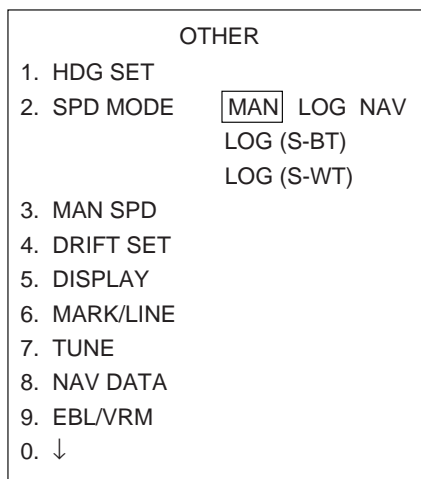 OTHER
1. HDG SET
2. SPD MODE MAN LOG NAV
LOG (S-BT)
LOG (S-WT)
3. MAN SPD
4. DRIFT SET
5. DISPLAY
6. MARK/LINE
7. TUNE
8. NAV DATA
9. EBL/VRM
0. ↓